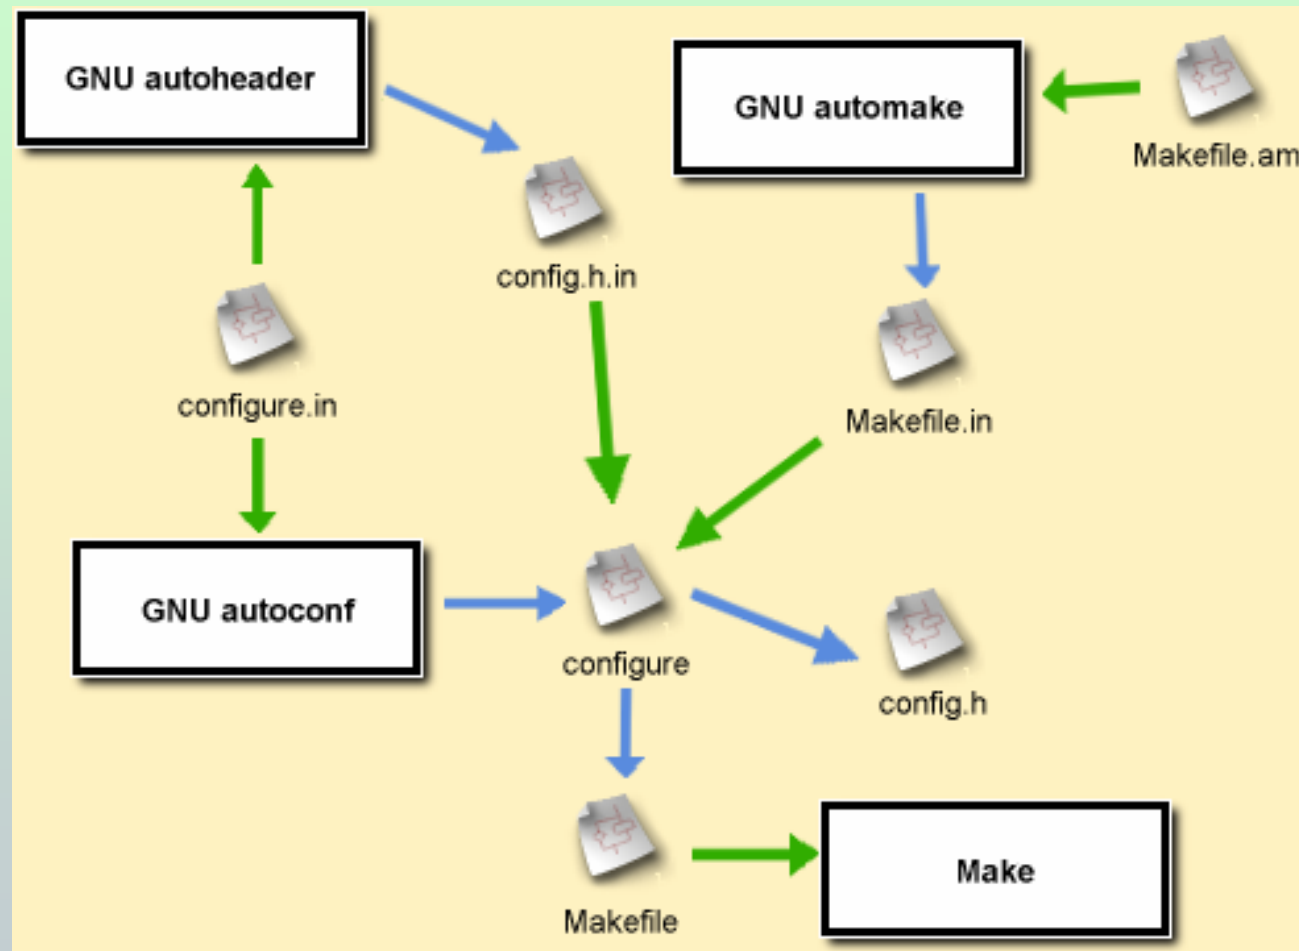 GNU autoheader
GNU automake
Makefile.am
config.h.in
configure.in
Makefile.in
GNU autoconf
configure
config.h
Make
Makefile